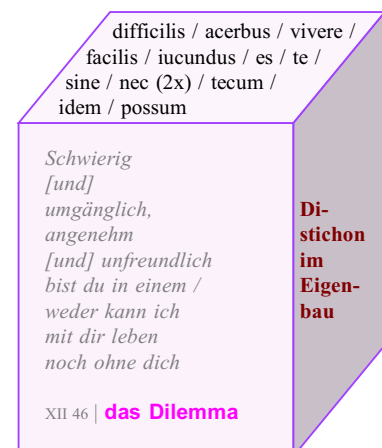 difficilis / acerbus / vivere /
facilis / iucundus / es / te /
sine / nec (2x) / tecum /
idem / possum
Schwierig
[und]
umgänglich,
angenehm
[und] unfreundlich
bist du in einem /
weder kann ich
mit dir leben
noch ohne dich
XII 46 | das Dilemma
Di-
stichon
im
Eigen-
bau